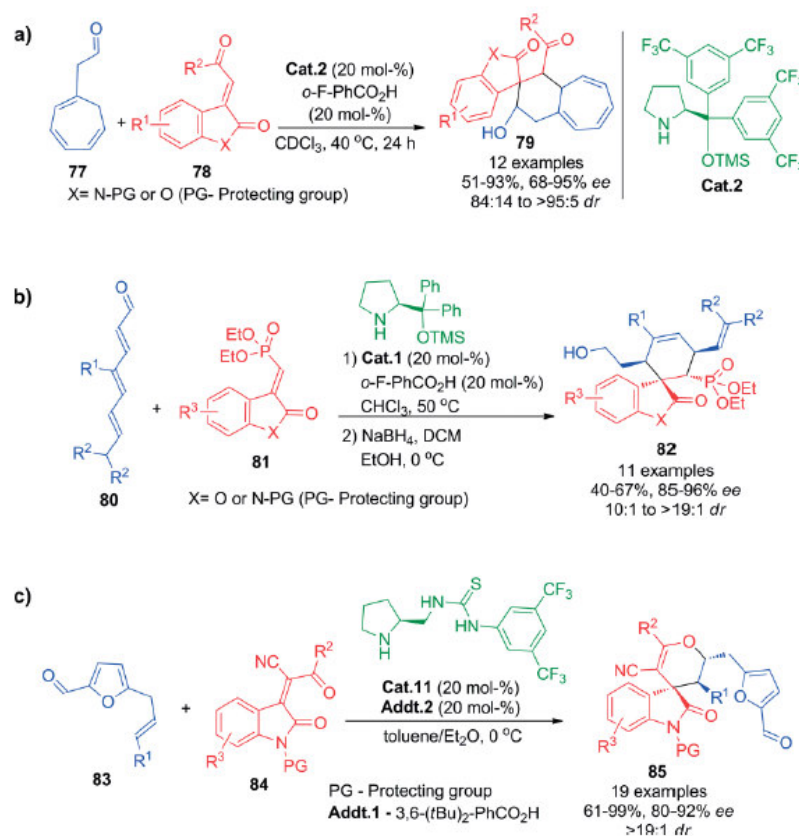 a)
O
R²
O
R¹
X
77
+
78
X= N-PG or O (PG- Protecting group)
Cat.2 (20 mol-%)
o-F-PhCO₂H
(20 mol-%)
CDCl₃, 40 °C, 24 h
R²
X
O
O
R¹
HO
79
12 examples
51-93%, 68-95% ee
84:14 to >95:5 dr
CF₃
F₃C
CF₃
N
H
OTMS
CF₃
Cat.2
b)
O
R¹
R²
R²
80
+
EtO
O
EtO
P
R³
O
X
81
X= O or N-PG (PG- Protecting group)
Ph
Ph
N
H
OTMS
1) Cat.1 (20 mol-%)
o-F-PhCO₂H (20 mol-%)
CHCl₃, 50 °C
2) NaBH₄, DCM
EtOH, 0 °C
R²
R¹
R²
HO
O
P
OEt
OEt
O
R³
X
82
11 examples
40-67%, 85-96% ee
10:1 to >19:1 dr
c)
O
O
R¹
83
+
R²
NC
O
O
R³
N
PG
84
S
CF₃
N
H
HN
N
H
CF₃
Cat.11 (20 mol-%)
Addt.2 (20 mol-%)
toluene/Et₂O, 0 °C
PG - Protecting group
Addt.1 - 3,6-(tBu)₂-PhCO₂H
R²
O
NC
R¹
O
O
R³
N
PG
O
85
19 examples
61-99%, 80-92% ee
>19:1 dr